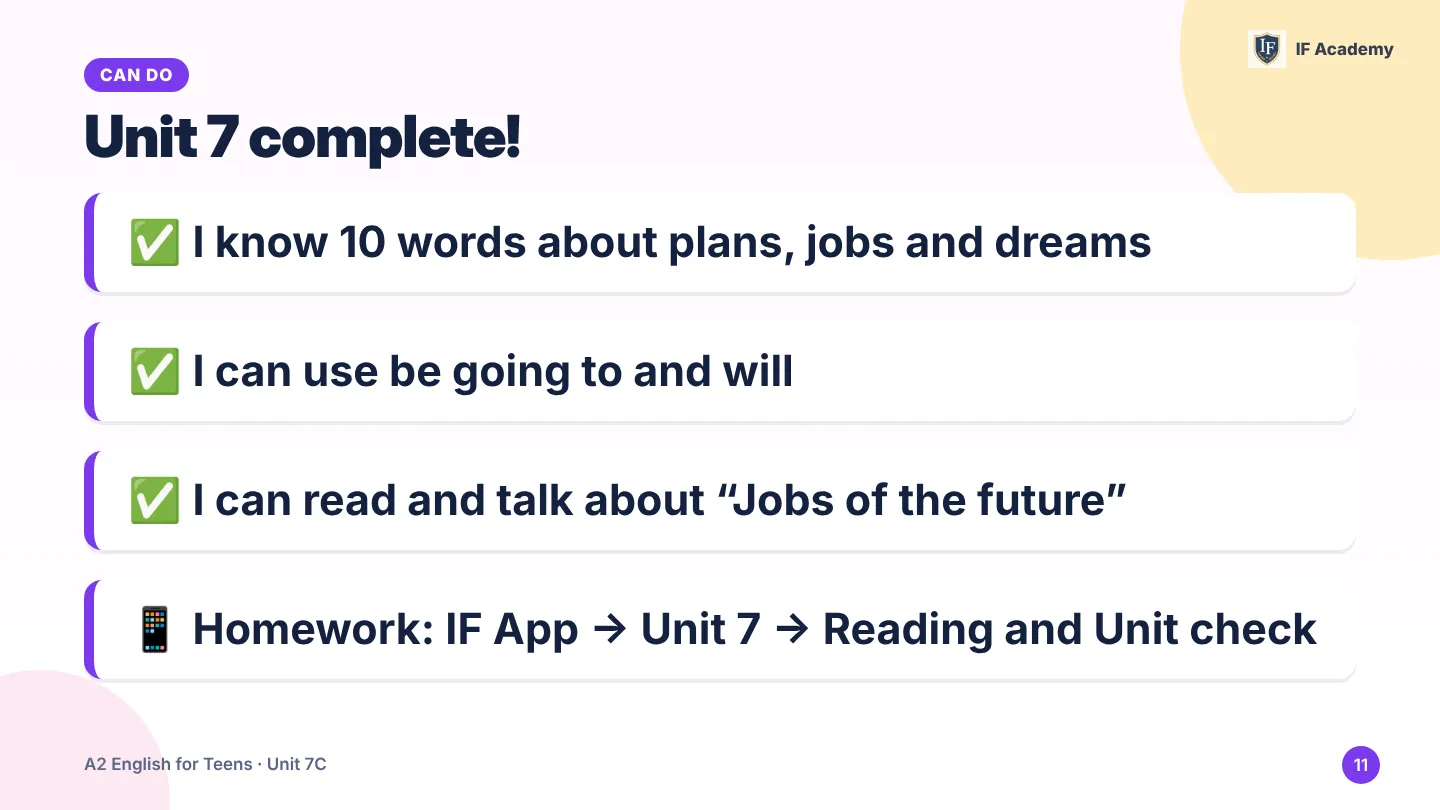 IF IF Academy
CAN DO
Unit 7 complete!
✅ I know 10 words about plans, jobs and dreams
✅ I can use be going to and will
✅ I can read and talk about “Jobs of the future”
📱 Homework: IF App → Unit 7 → Reading and Unit check
A2 English for Teens · Unit 7C
11